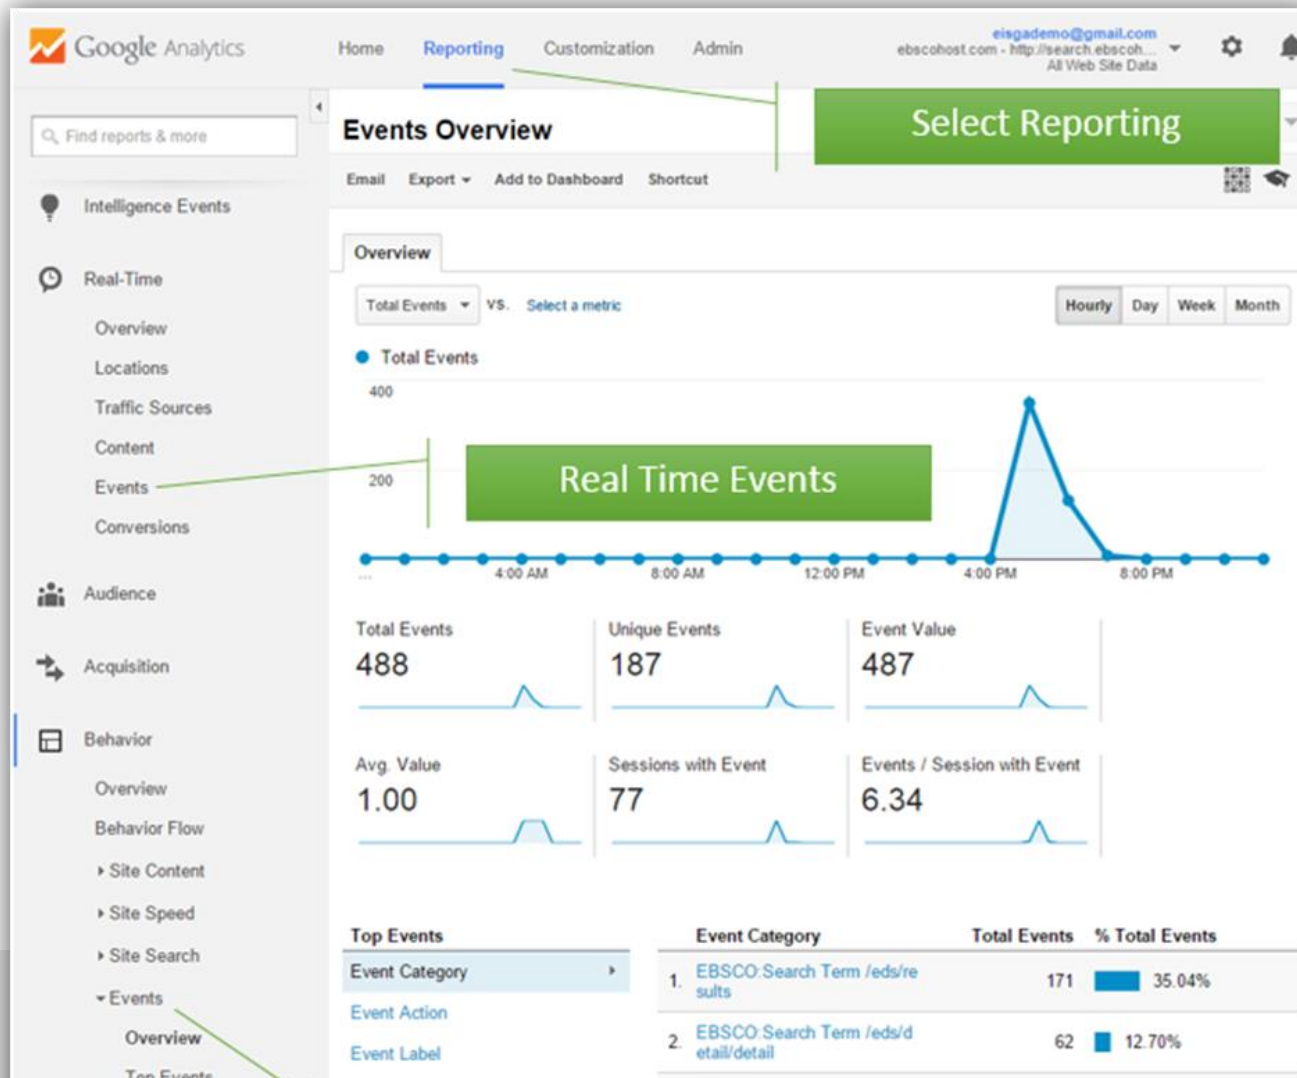 Google Analytics
Home Reporting Customization Admin
eisgademo@gmail.com
ebscohost.com - http://search.ebscoh...
All Web Site Data
Find reports & more
Events Overview
Select Reporting
Email Export Add to Dashboard Shortcut
Intelligence Events
Real-Time
Overview
Locations
Traffic Sources
Content
Events
Conversions
Audience
Acquisition
Behavior
Overview
Behavior Flow
Site Content
Site Speed
Site Search
Events
Overview
Top Events
Overview
Total Events VS. Select a metric
Hourly Day Week Month
Total Events
400
200
Real Time Events
... 4:00 AM 8:00 AM 12:00 PM 4:00 PM 8:00 PM
Total Events Unique Events Event Value
488 187 487
Avg. Value Sessions with Event Events / Session with Event
1.00 77 6.34
Top Events
Event Category
Event Action
Event Label
Event Category Total Events % Total Events
1. EBSCO:Search Term /eds/re
sults 171 35.04%
2. EBSCO:Search Term /eds/d
etail/detail 62 12.70%